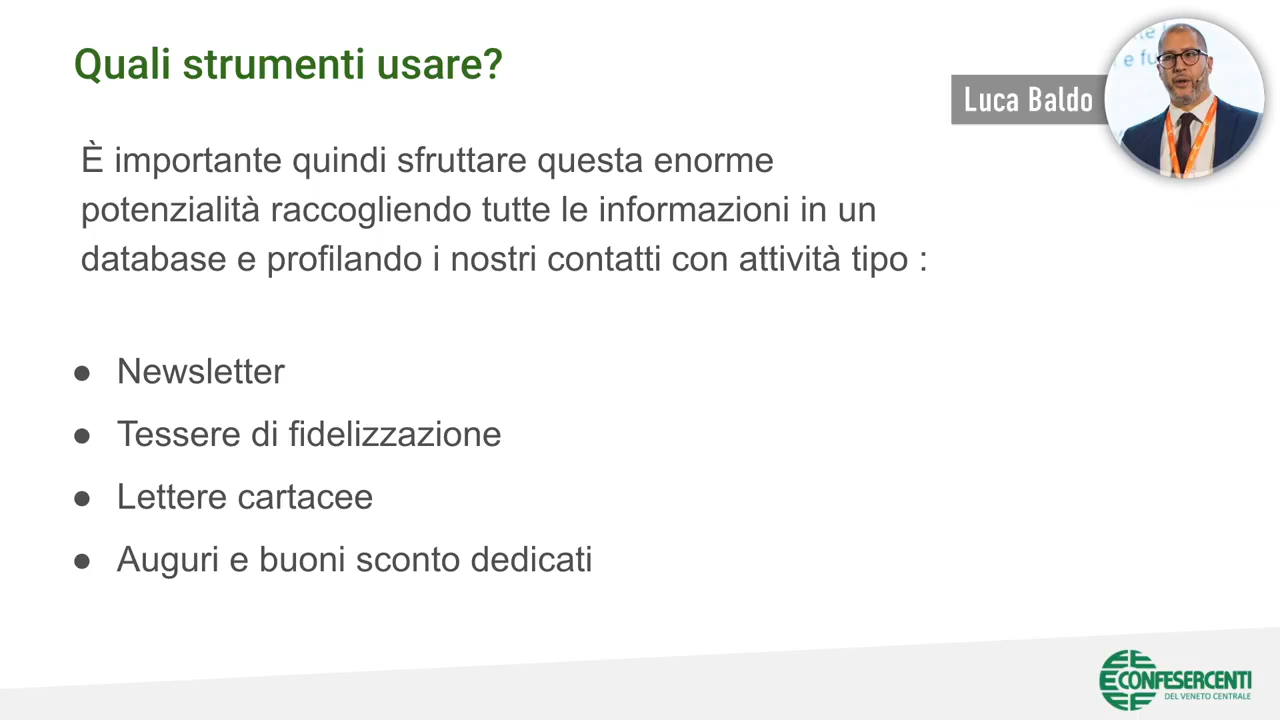 Quali strumenti usare?
Luca Baldo
È importante quindi sfruttare questa enorme
potenzialità raccogliendo tutte le informazioni in un
database e profilando i nostri contatti con attività tipo :
● Newsletter
● Tessere di fidelizzazione
● Lettere cartacee
● Auguri e buoni sconto dedicati
CONFESERCENTI
DEL VENETO CENTRALE